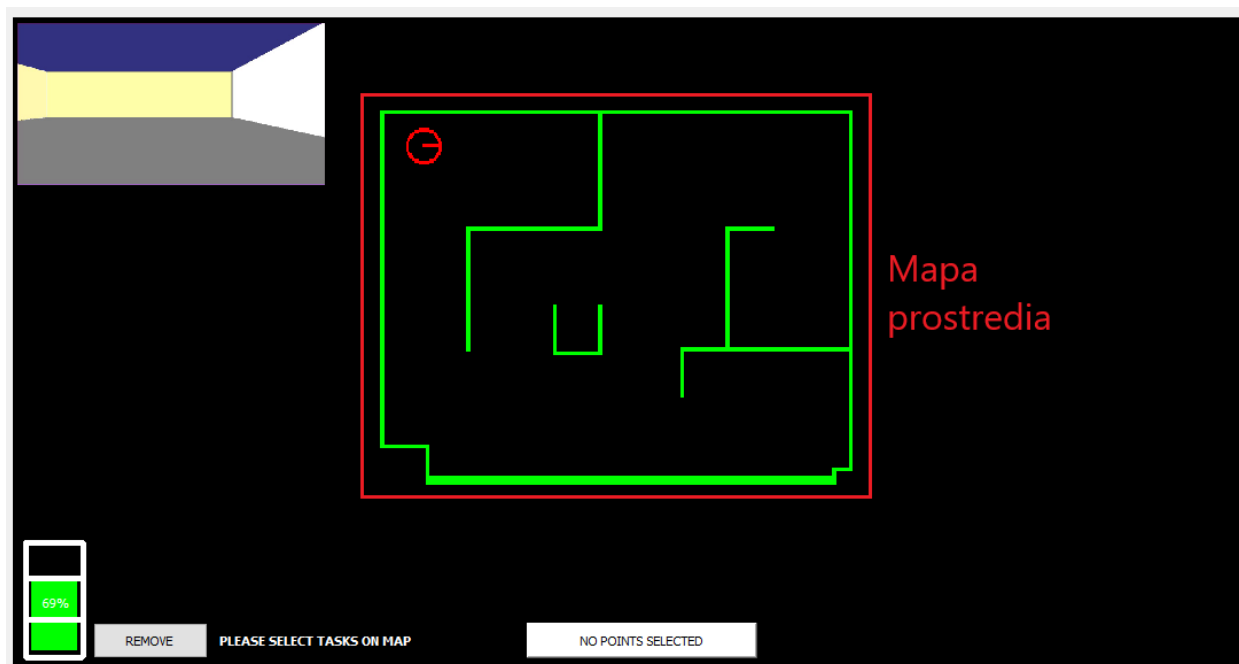 Mapa
prostredia
69%
REMOVE
PLEASE SELECT TASKS ON MAP
NO POINTS SELECTED